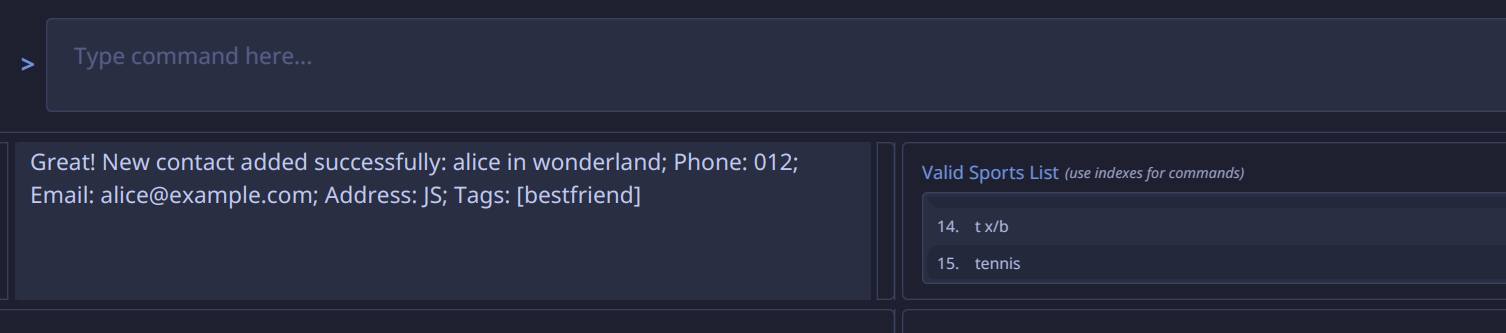 > Type command here...
Great! New contact added successfully: alice in wonderland; Phone: 012;
Email: alice@example.com; Address: JS; Tags: [bestfriend]
Valid Sports List (use indexes for commands)
14. t x/b
15. tennis